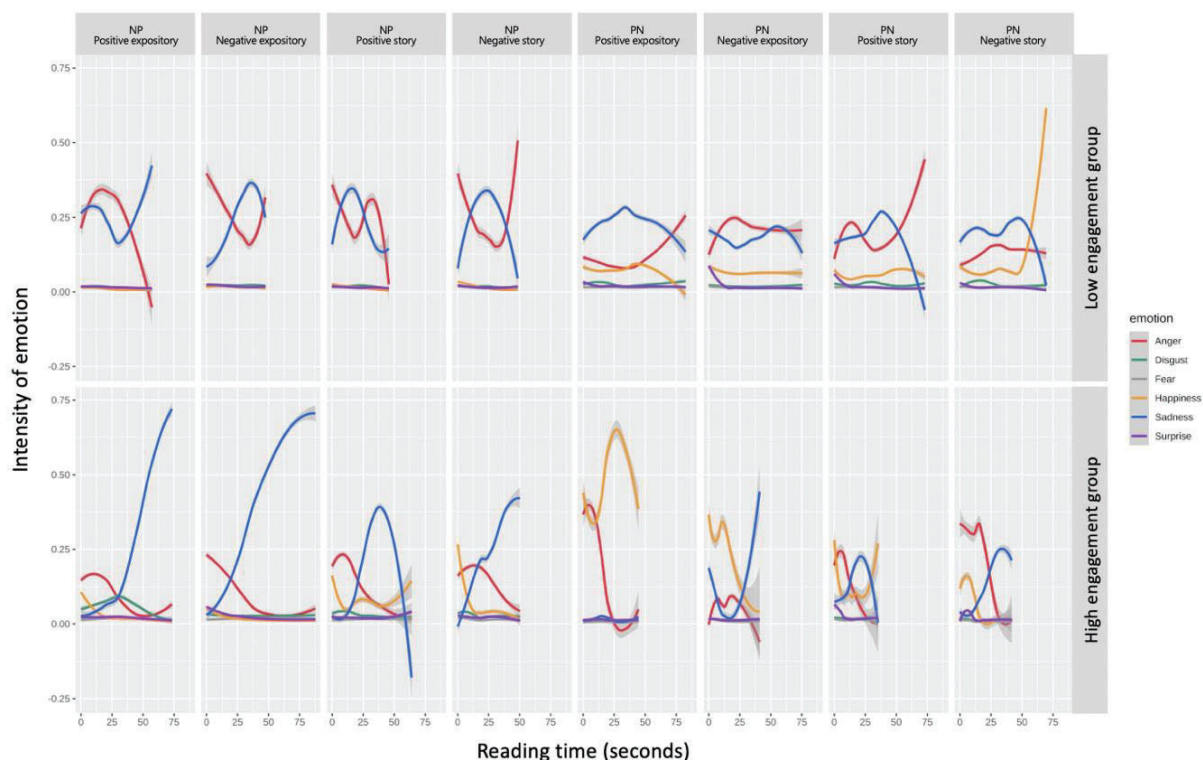 NP
Positive expository
NP
Negative expository
NP
Positive story
NP
Negative story
PN
Positive expository
PN
Negative expository
PN
Positive story
PN
Negative story
0.75
0.50
0.25
0.00
-0.25
Low engagement group
0.75
0.50
0.25
0.00
-0.25
High engagement group
Intensity of emotion
emotion
Anger
Disgust
Fear
Happiness
Sadness
Surprise
0 25 50 75 0 25 50 75 0 25 50 75 0 25 50 75 0 25 50 75 0 25 50 75 0 25 50 75 0 25 50 75
Reading time (seconds)